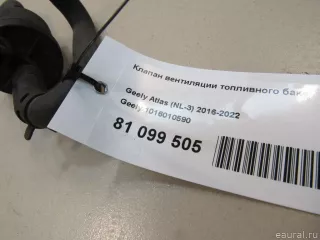 Клапан вентиляции топливного бака
Geely Atlas (NL-3) 2016-2022
Geely 1016010590
81 099 505
eaural.ru